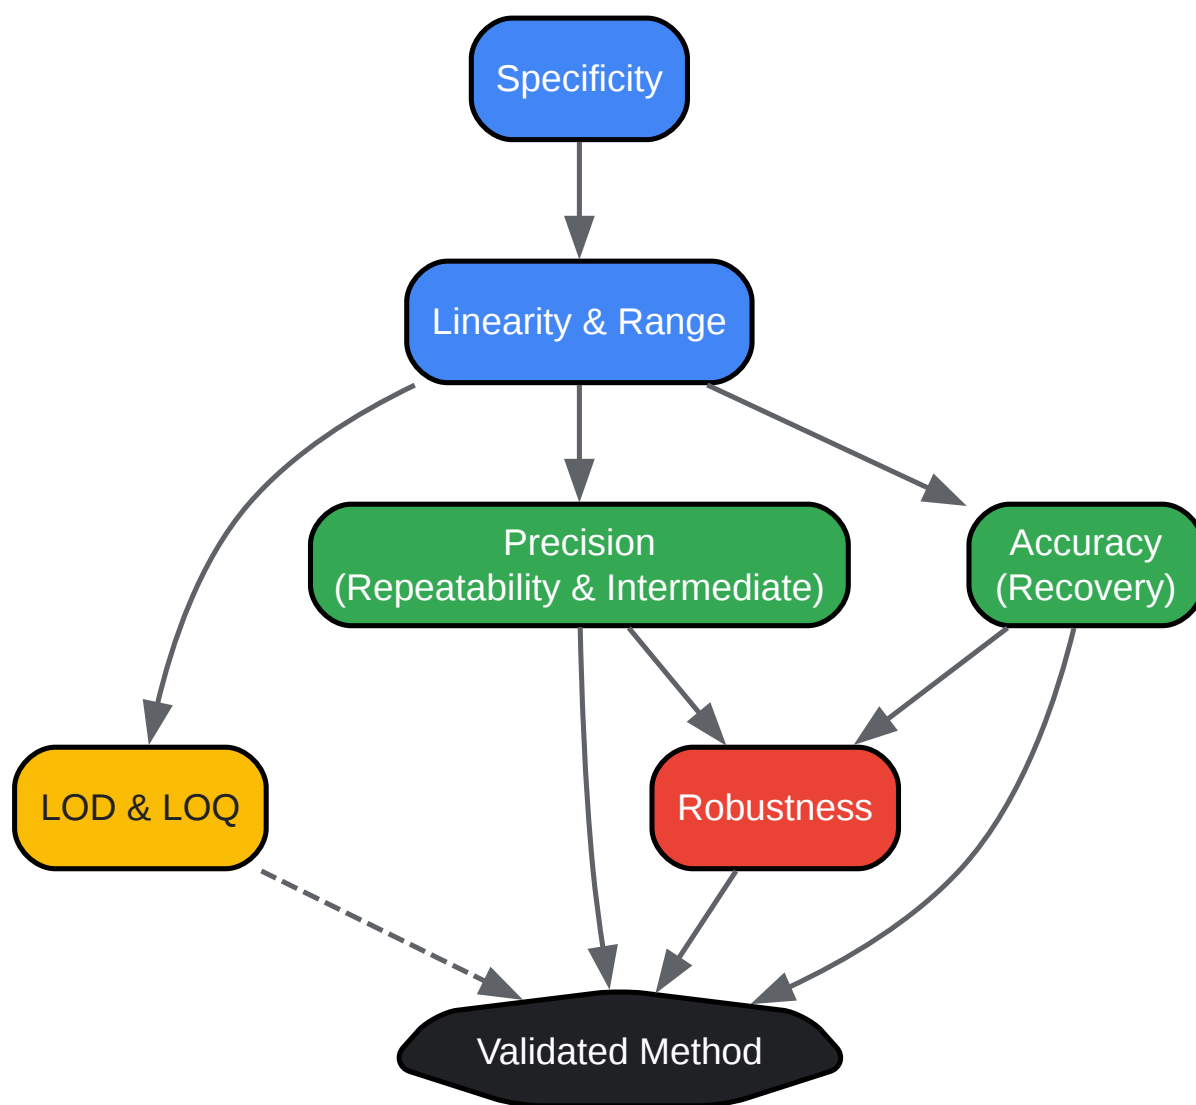 Specificity
Linearity & Range
Precision
(Repeatability & Intermediate)
Accuracy
(Recovery)
LOD & LOQ
Robustness
Validated Method